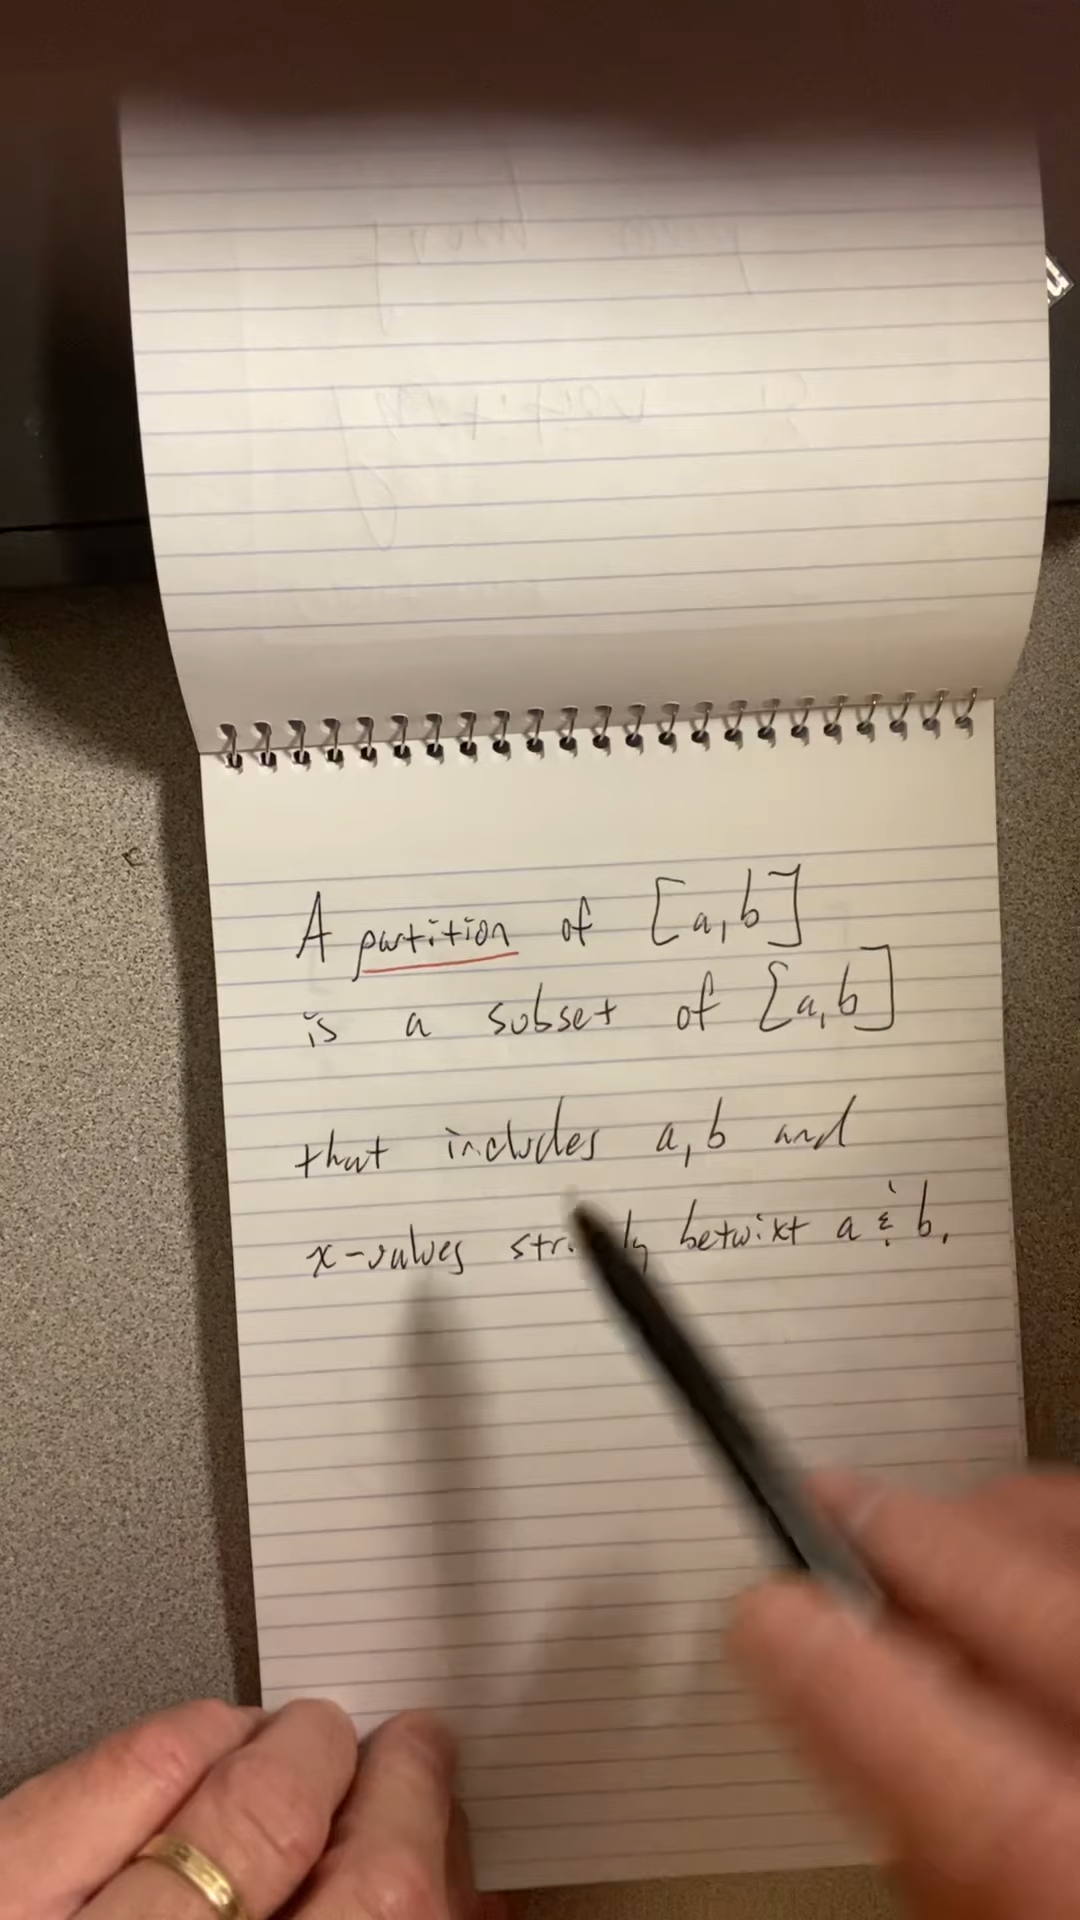 A partition of [a,b]
is a subset of [a,b]
that includes a, b and
x-values betwixt a & b.